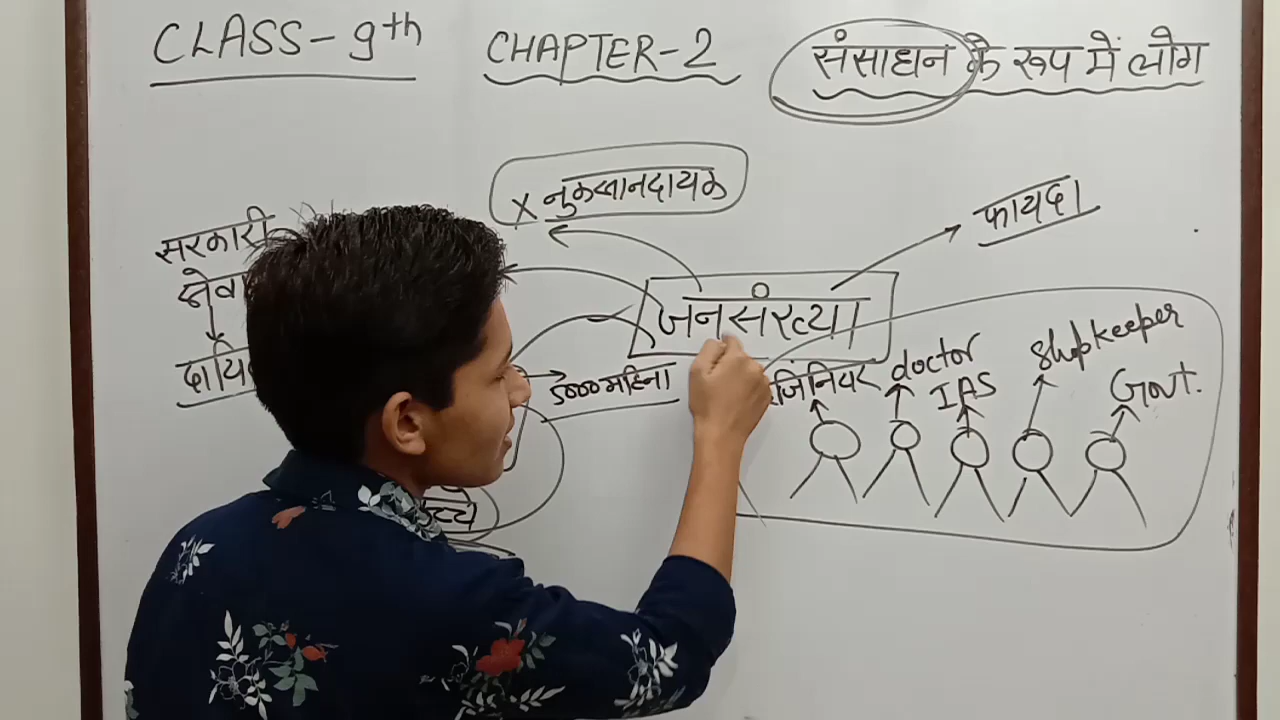 CLASS-9th CHAPTER-2 संसाधन के रूप में लोग
x नुकसानदायक
फायदा
सरकारी
सेवा
जनसंख्या
5000 महिना
doctor
IAS
shopkeeper
Govt.